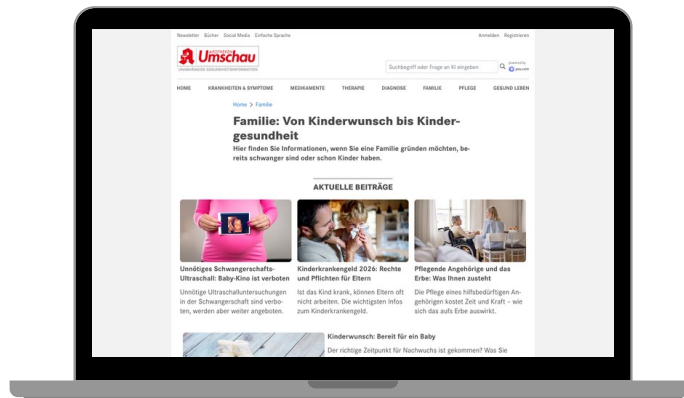 Newsletter Bücher Social Media Einfache Sprache
Anmelden Registrieren
APOTHEKEN
Umschau
Suchbegriff oder Frage an KI eingeben
powered by
you.com
HOME KRANKHEITEN & SYMPTOME MEDIKAMENTE THERAPIE DIAGNOSE FAMILIE PFLEGE GESUND LEBEN
Home > Familie
Familie: Von Kinderwunsch bis Kinder-
gesundheit
Hier finden Sie Informationen, wenn Sie eine Familie gründen möchten, be-
reits schwanger sind oder schon Kinder haben.
AKTUELLE BEITRÄGE
Unnötiges Schwangerschafts-
Ultraschall: Baby-Kino ist verboten
Unnötige Ultraschalluntersuchungen
in der Schwangerschaft sind verbo-
ten, werden aber weiter angeboten.
Kinderkrankengeld 2026: Rechte
und Pflichten für Eltern
Ist das Kind krank, können Eltern oft
nicht arbeiten. Die wichtigsten Infos
zum Kinderkrankengeld.
Pflegende Angehörige und das
Erbe: Was Ihnen zusteht
Die Pflege eines hilfsbedürftigen An-
gehörigen kostet Zeit und Kraft – wie
sich das aufs Erbe auswirkt.
Kinderwunsch: Bereit für ein Baby
Der richtige Zeitpunkt für Nachwuchs ist gekommen? Was Sie